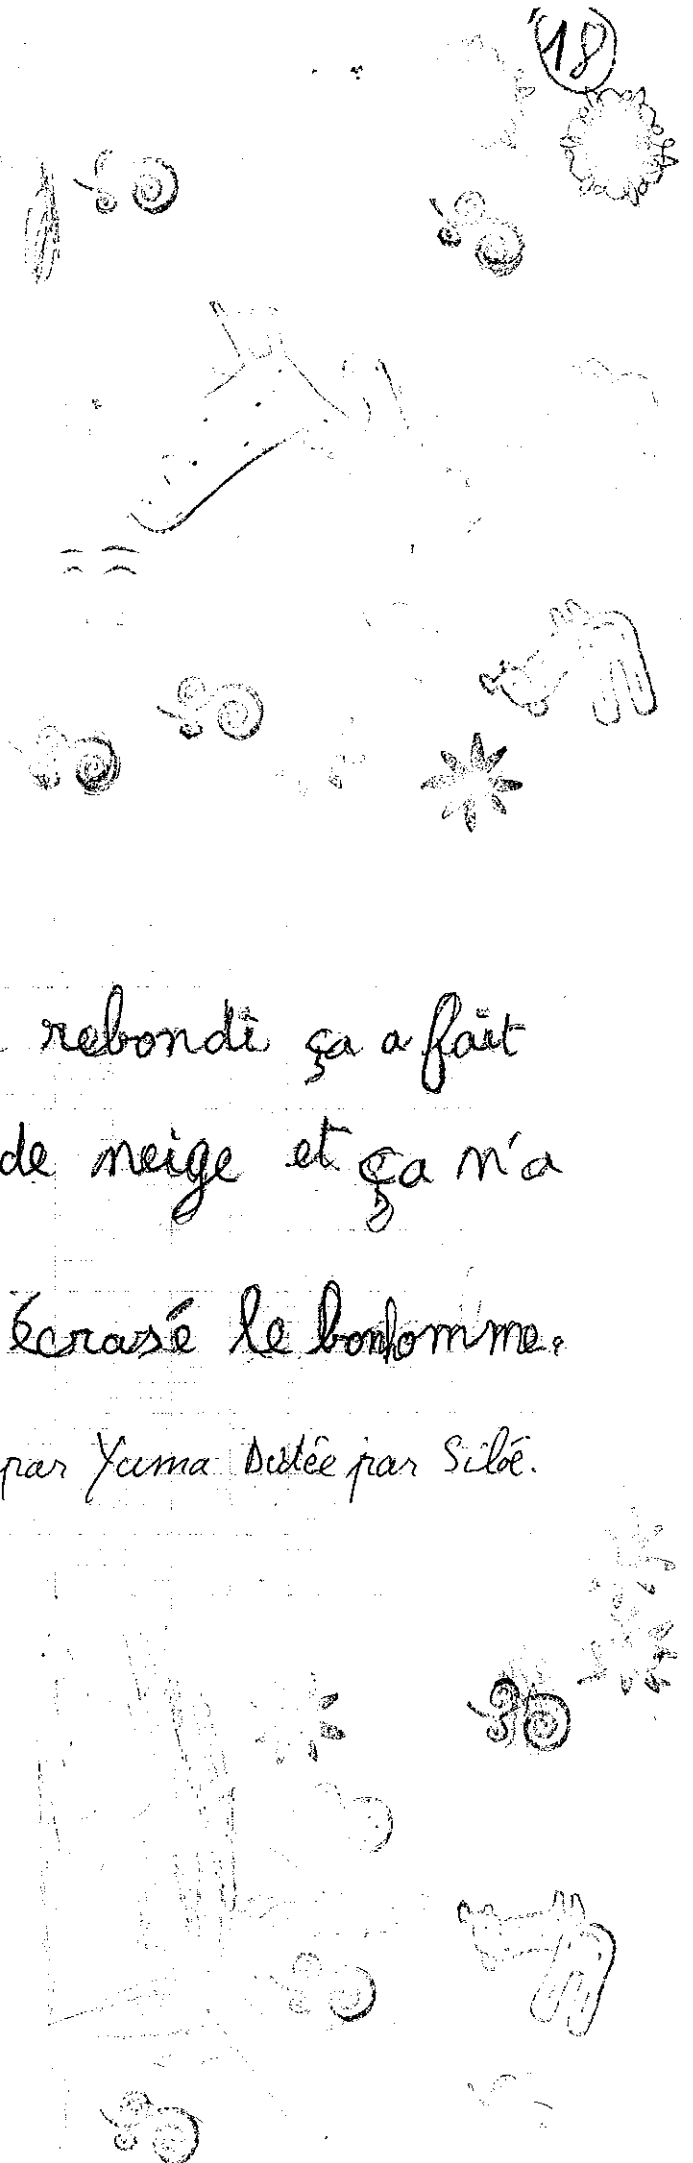 18
rebondi ça a fait
de neige et ça n'a
écrasé le bonhomme.
par Yuma Dictée par Siloé.